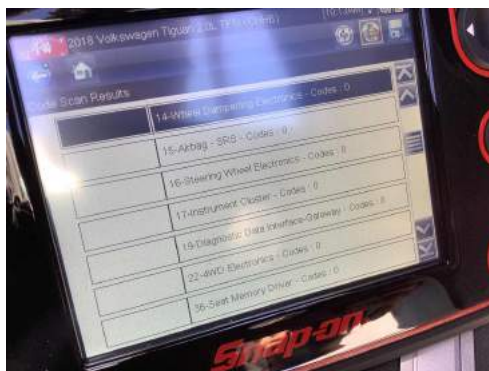 2018 Volkswagen Tiguan 2.0L TFSI
Code Scan Results
14-Wheel Dampening Electronics - Codes : 0
15-Airbag - SRS - Codes : 0
16-Steering Wheel Electronics - Codes : 0
17-Instrument Cluster - Codes : 0
19-Diagnostic Data Interface-Gateway - Codes : 0
22-4WD Electronics - Codes : 0
36-Seat Memory Driver - Codes : 0
Snap-on